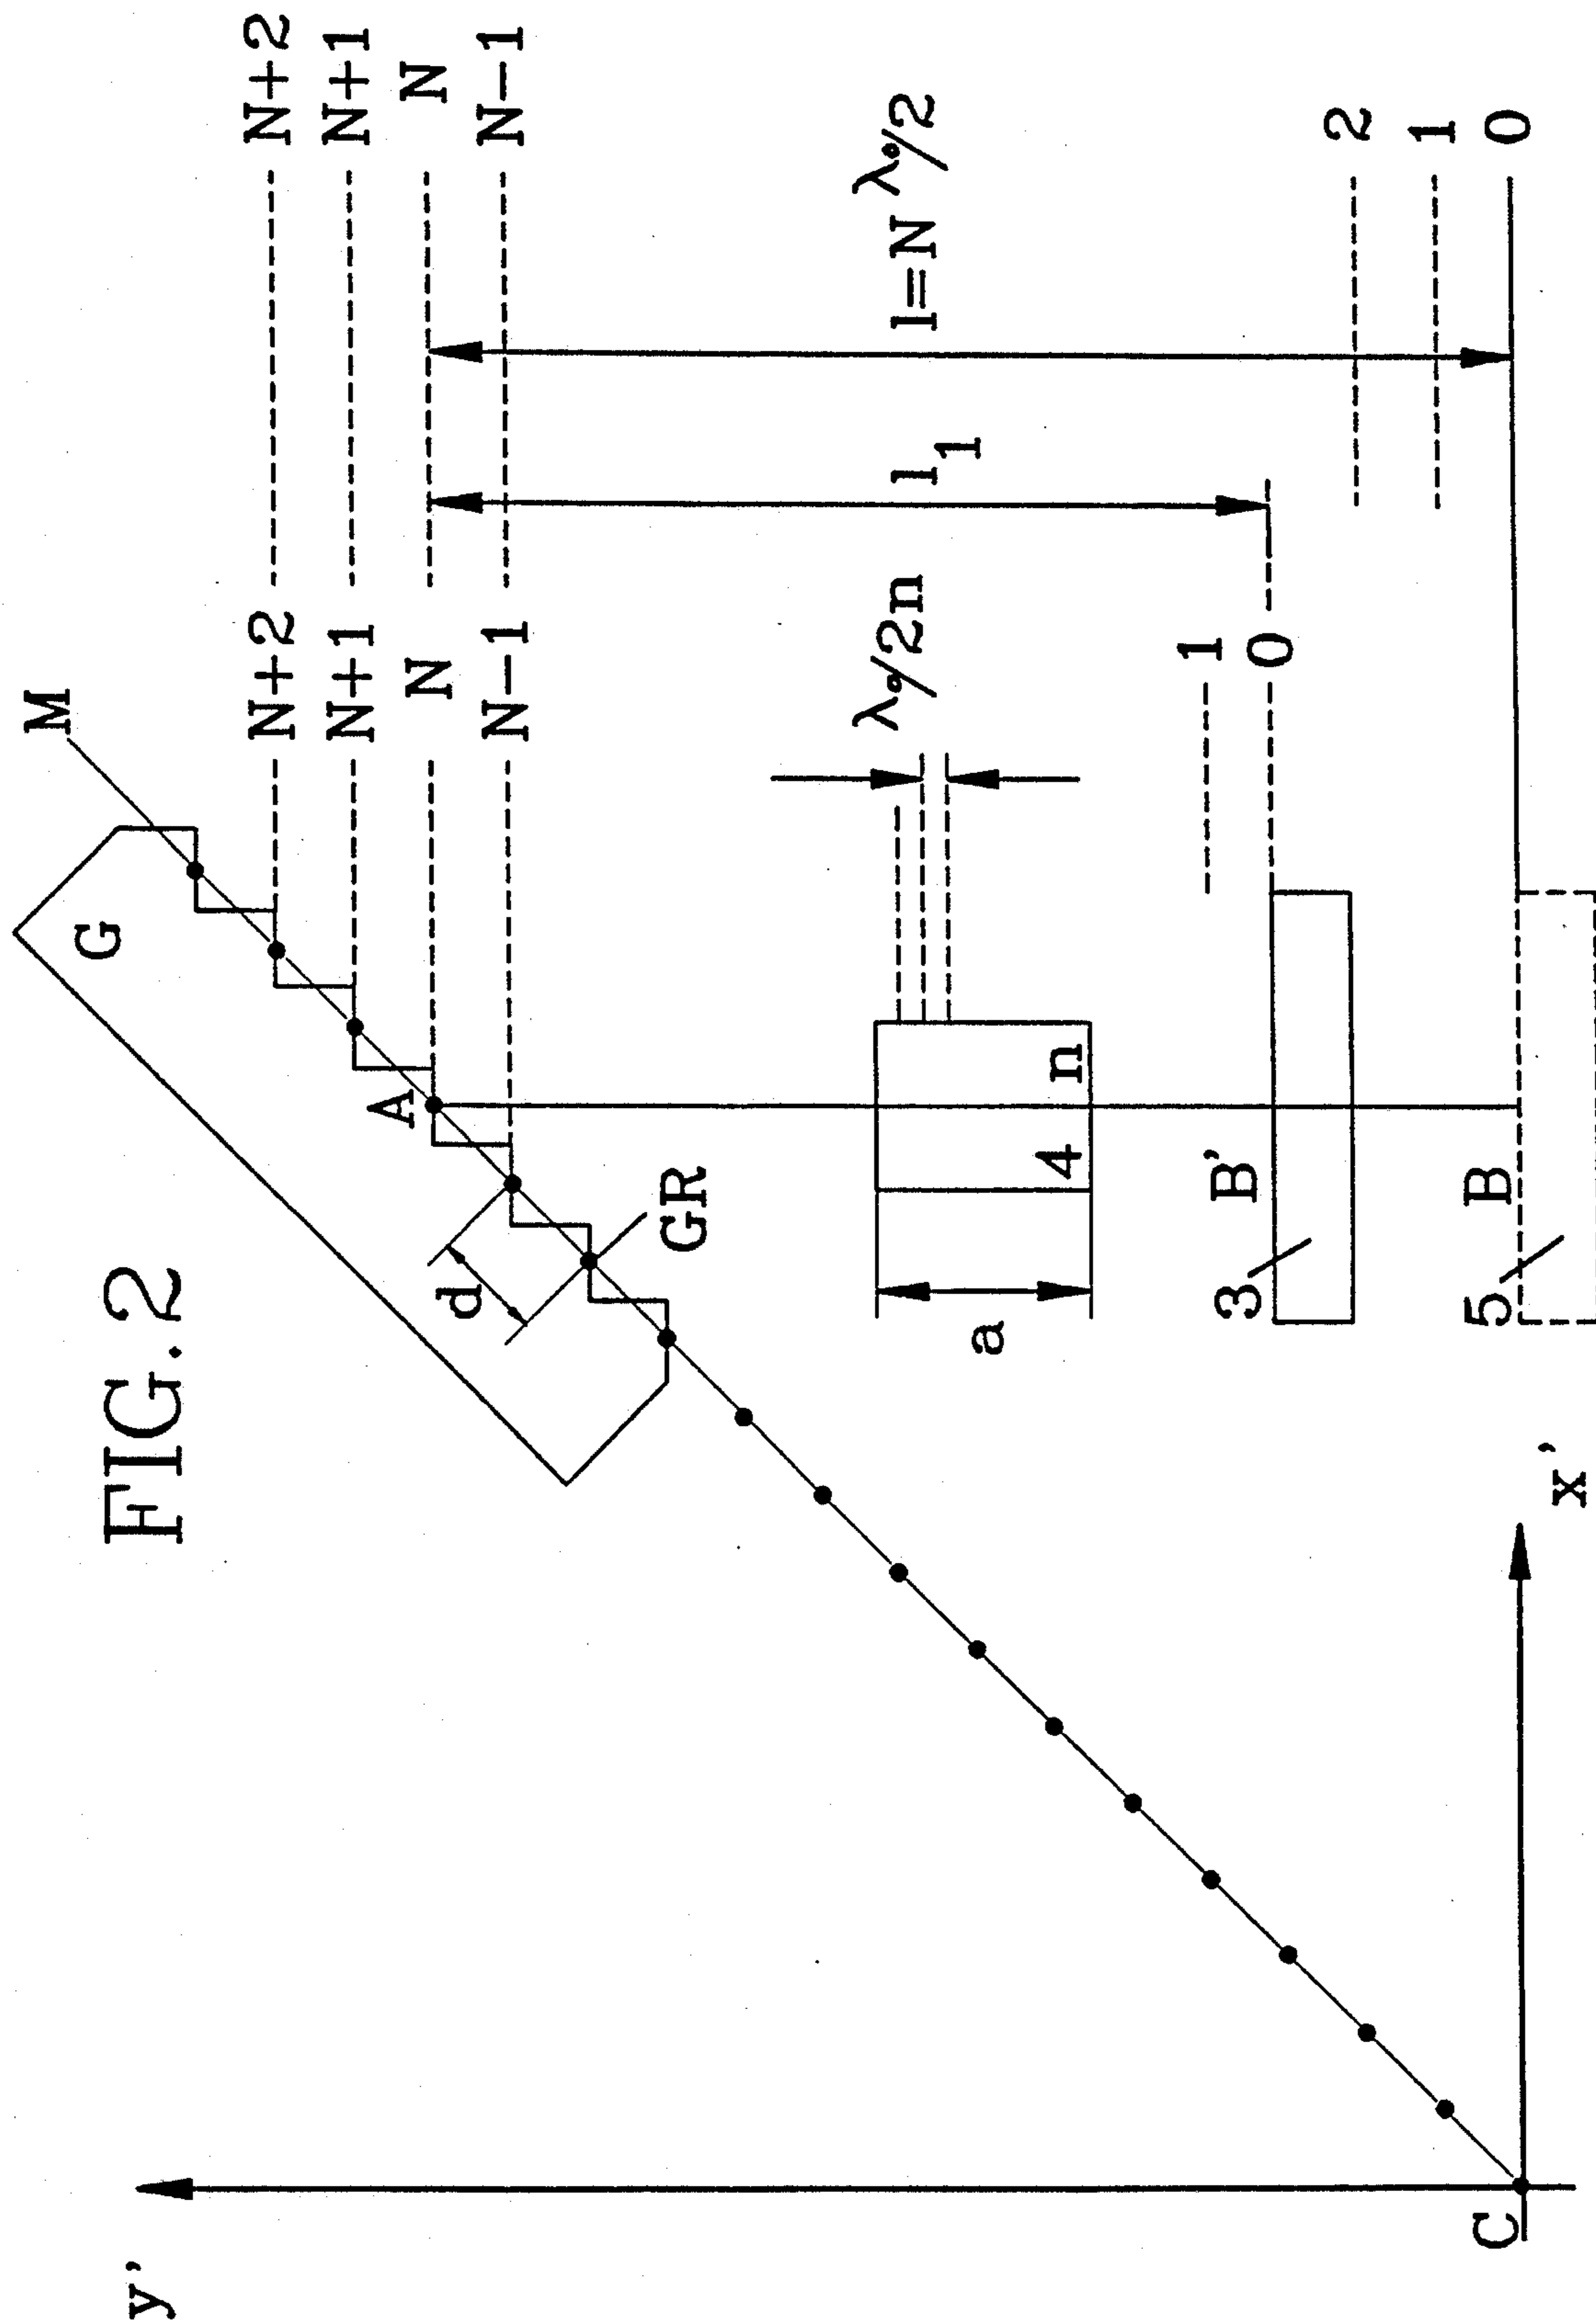 FIG.2
y'
x'
C
M
G
GR
d
A
N+2
N+1
N
N-1
N+2
N+1
N
N-1
λ₀/2n
a
4
n
l₁
l=N λ₀/2
1
0
2
1
0
B'
3
B
5